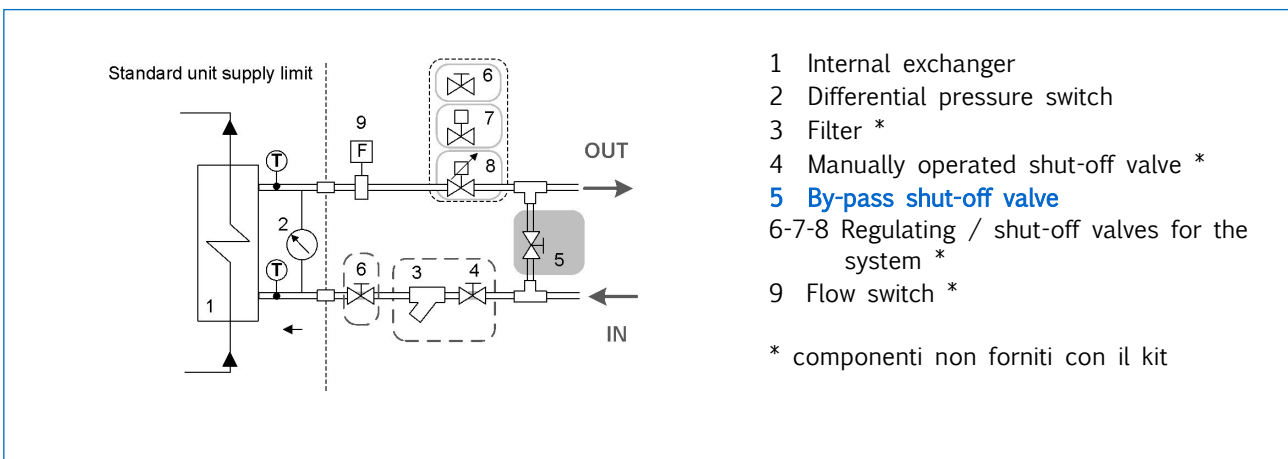 Standard unit supply limit
6
7
8
9
F
OUT
T
2
5
T
6
3
4
1
IN
1 Internal exchanger
2 Differential pressure switch
3 Filter *
4 Manually operated shut-off valve *
5 By-pass shut-off valve
6-7-8 Regulating / shut-off valves for the
system *
9 Flow switch *
* componenti non forniti con il kit